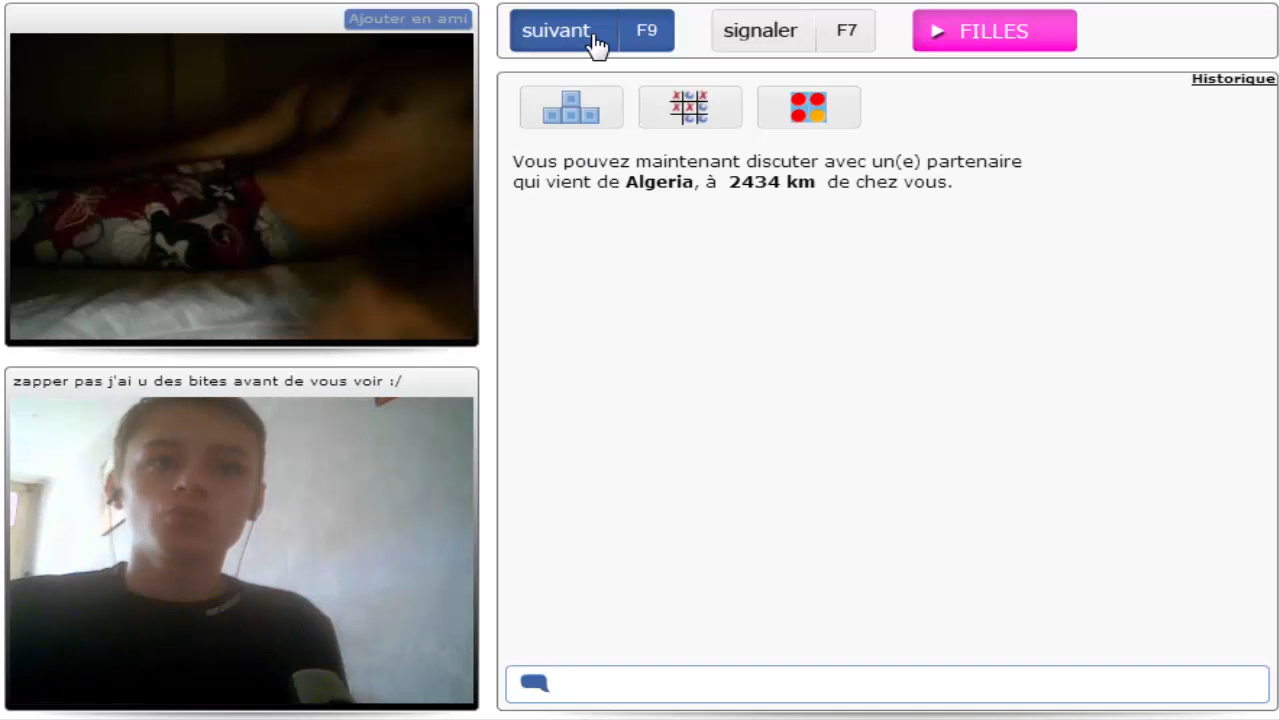 Ajouter en ami
suivant F9 signaler F7 FILLES
Historique
Vous pouvez maintenant discuter avec un(e) partenaire
qui vient de Algeria, à 2434 km de chez vous.
zapper pas j'ai u des bites avant de vous voir :/